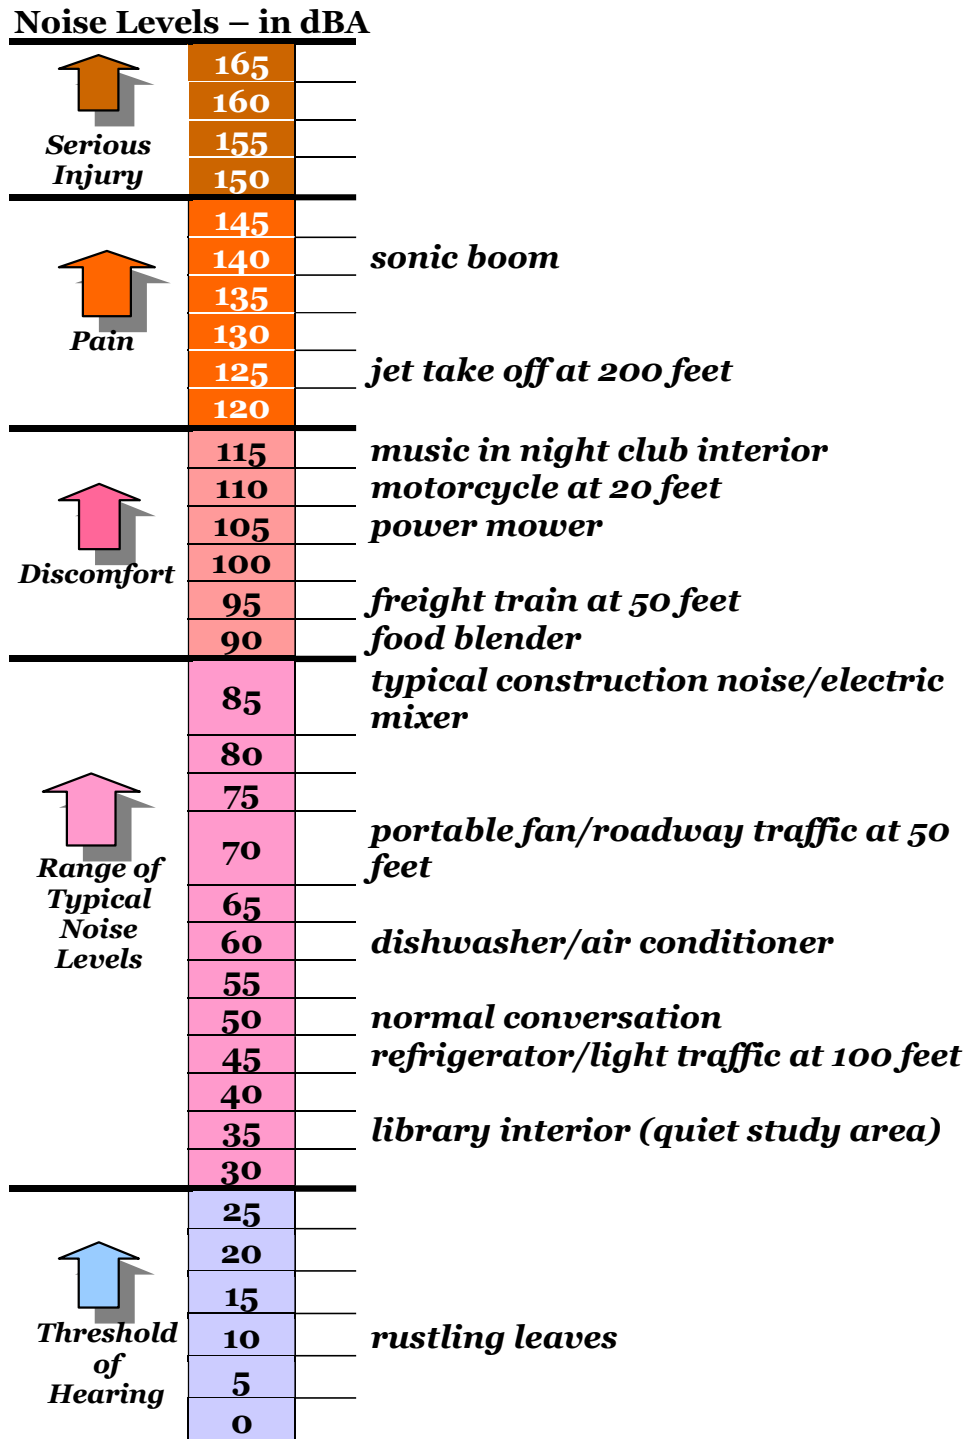 Noise Levels – in dBA
165
160
Serious
Injury
155
150
145
140 sonic boom
135
Pain
130
125 jet take off at 200 feet
120
115 music in night club interior
110 motorcycle at 20 feet
105 power mower
Discomfort
100
95 freight train at 50 feet
90 food blender
85 typical construction noise/electric
mixer
80
75
70 portable fan/roadway traffic at 50
feet
Range of
Typical
Noise
Levels
65
60 dishwasher/air conditioner
55
50 normal conversation
45 refrigerator/light traffic at 100 feet
40
35 library interior (quiet study area)
30
25
20
15
Threshold
of
Hearing
10 rustling leaves
5
0